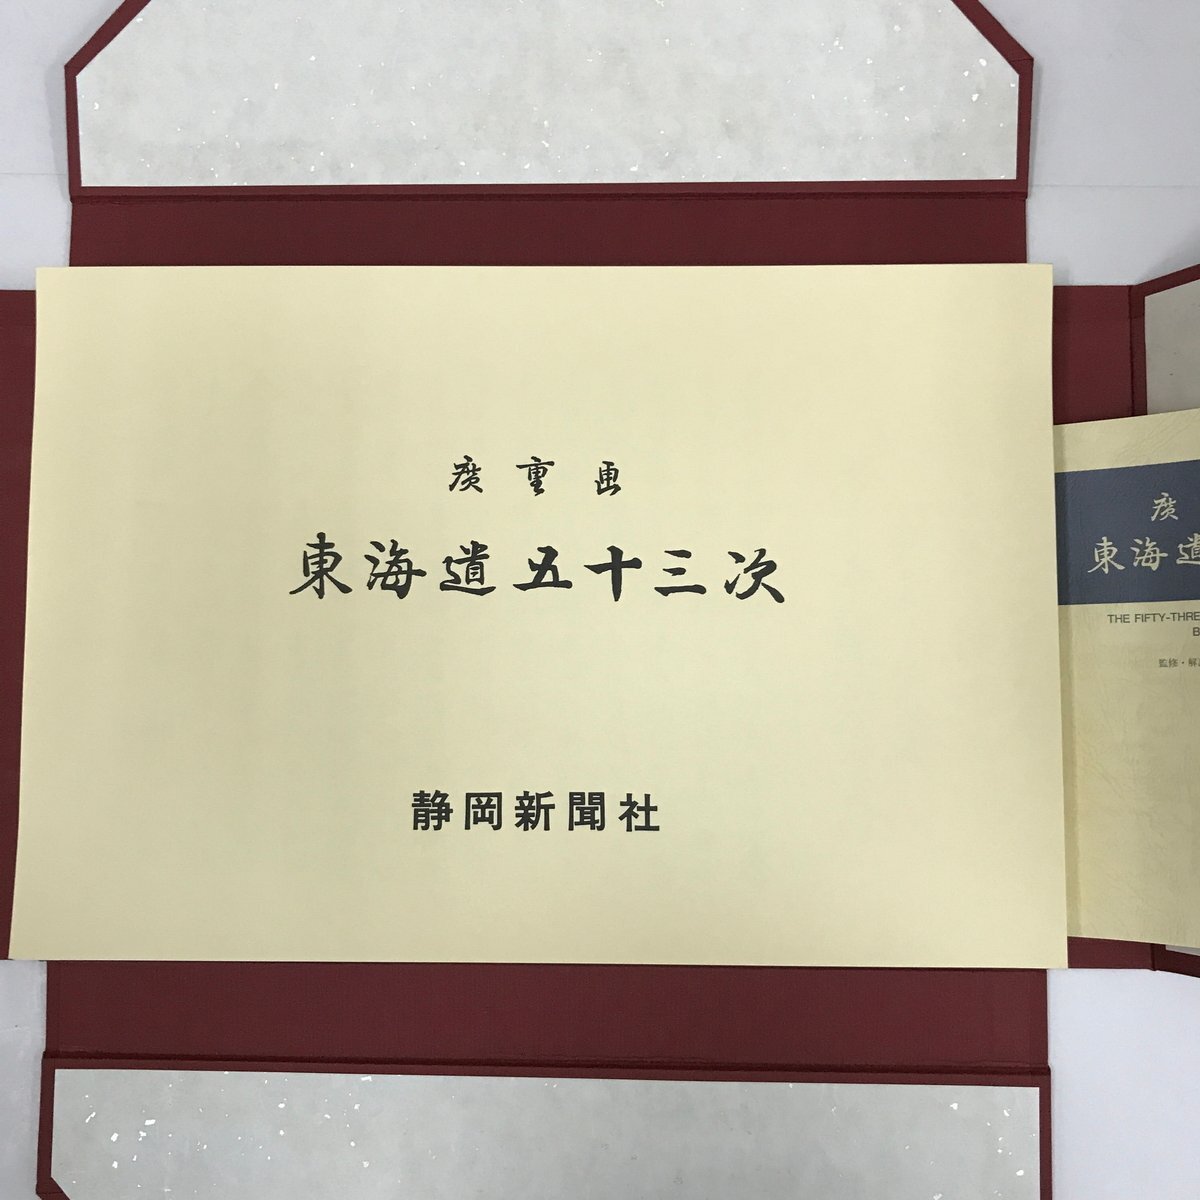 廣重画
東海道五十三次
静岡新聞社
廣
東海道
THE FIFTY-THRE
B
監修・解